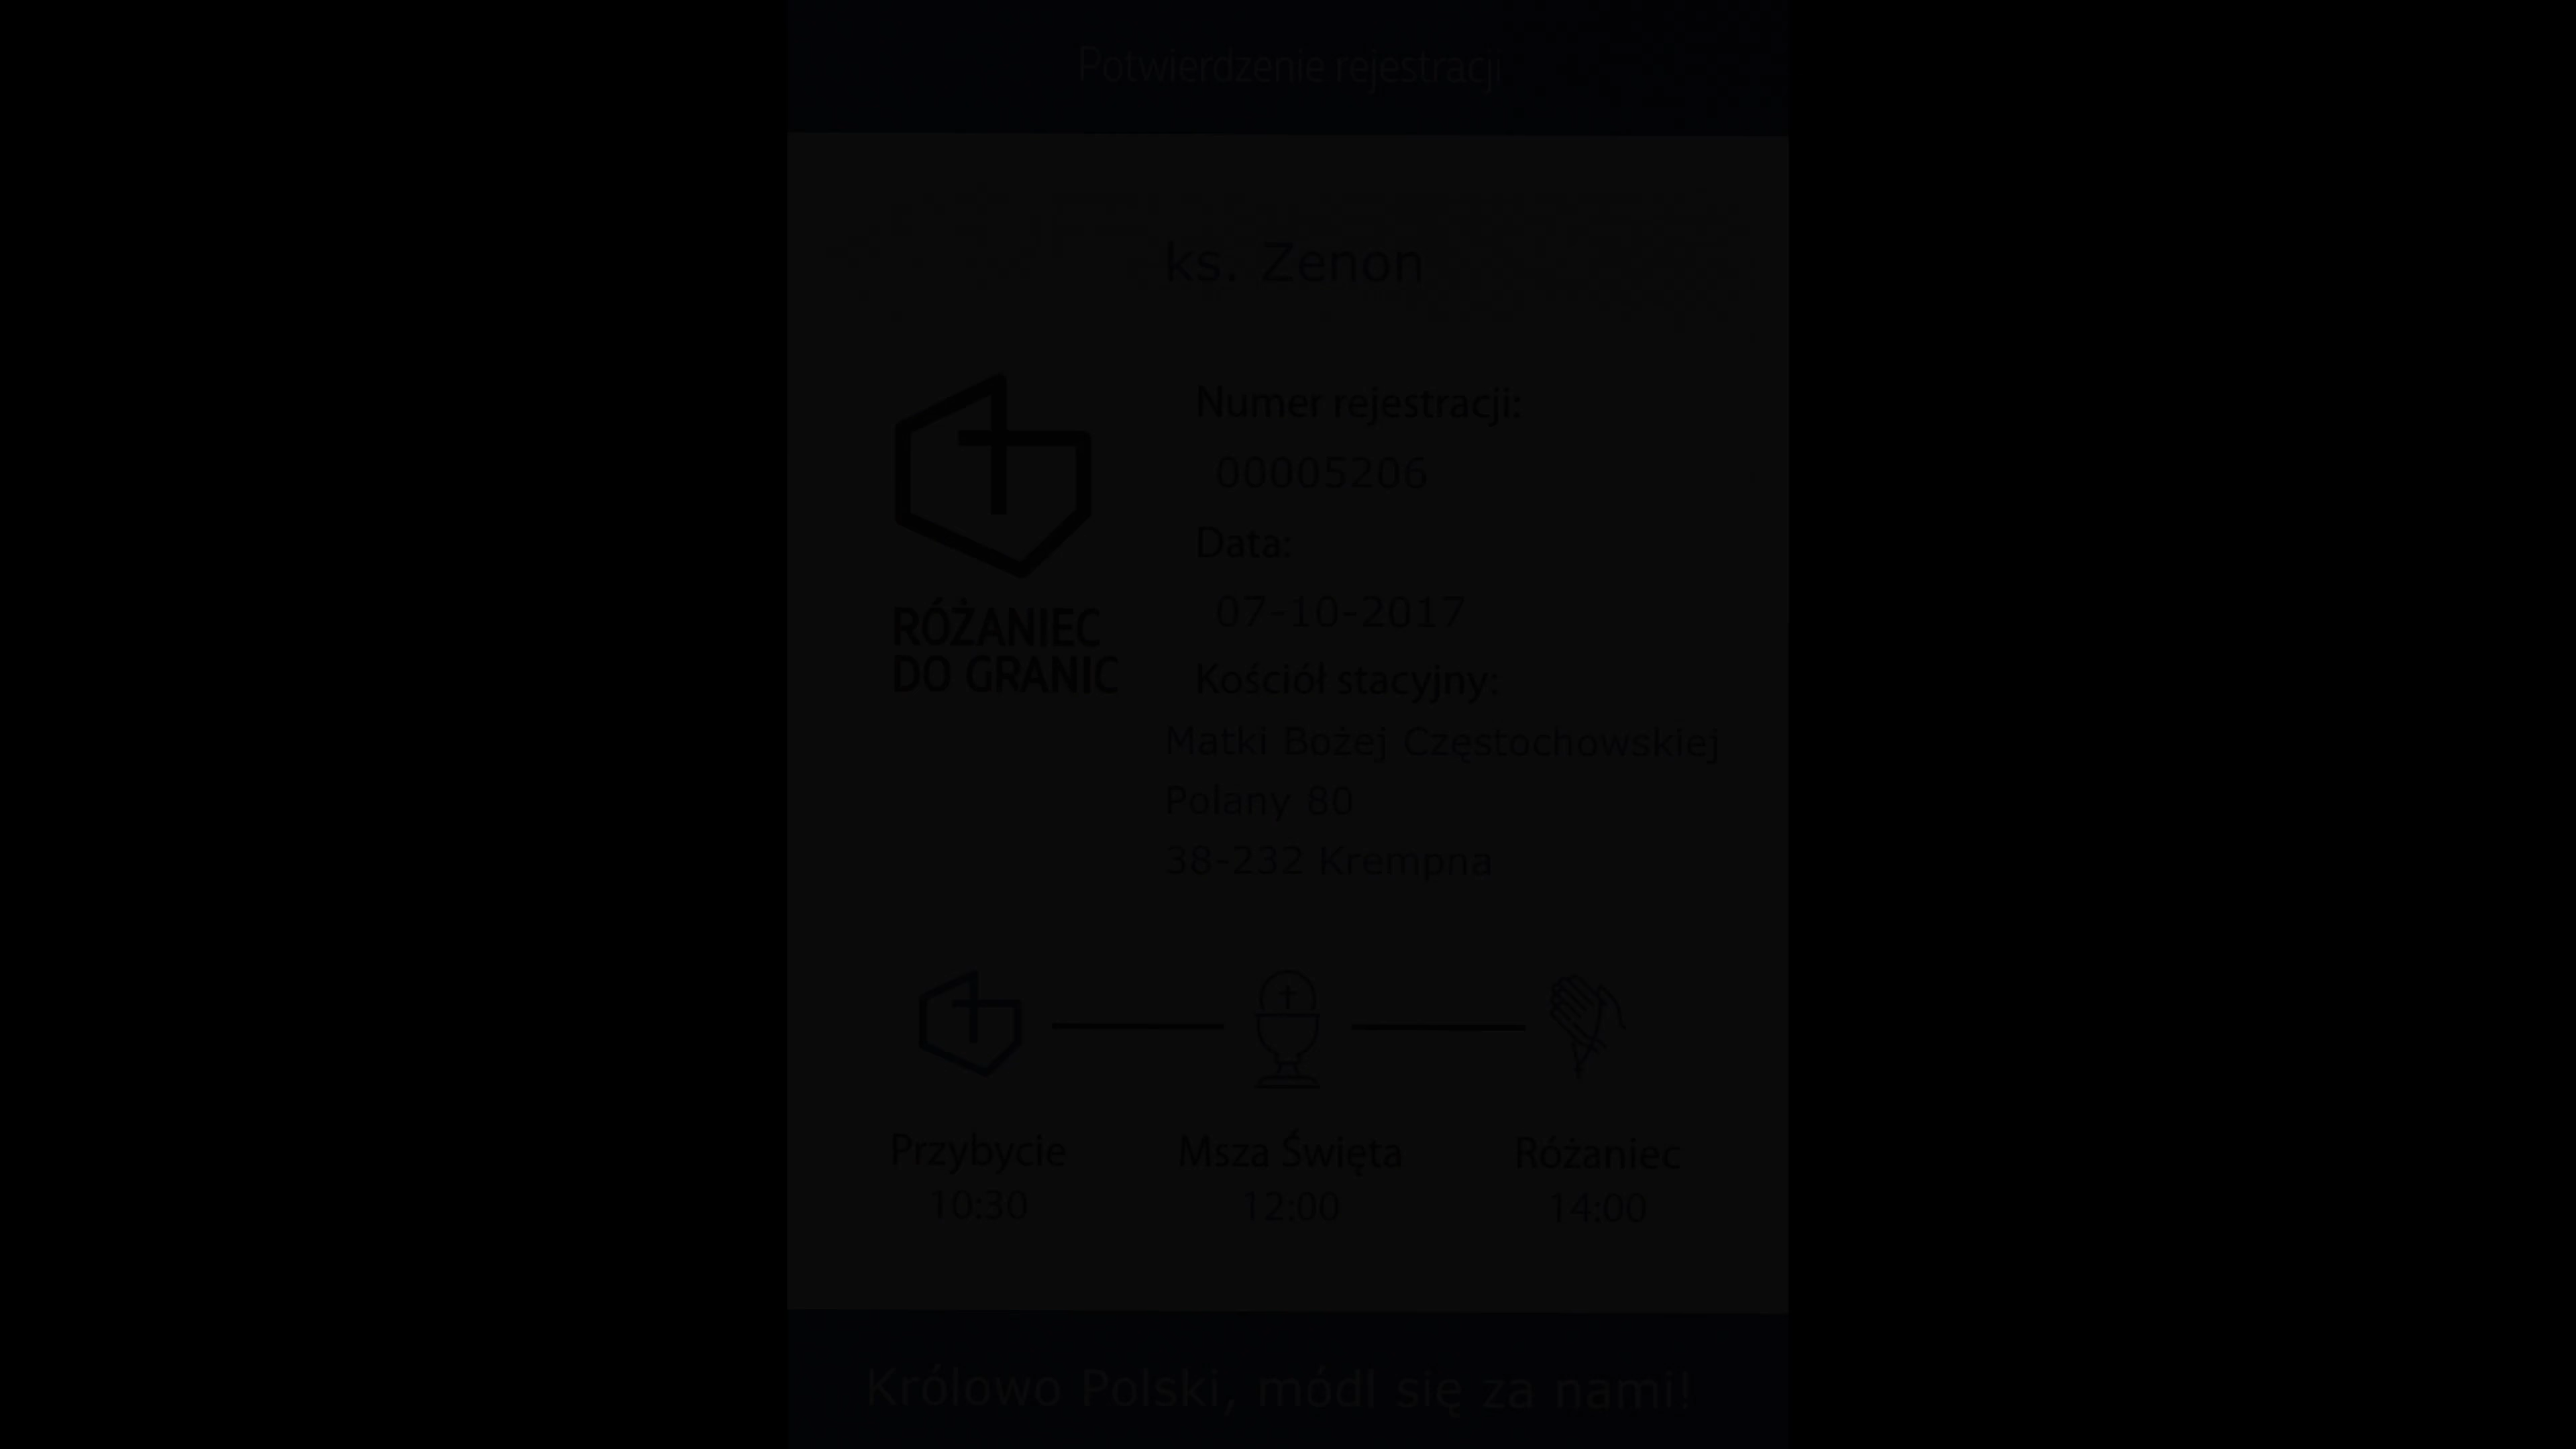 Potwierdzenie rejestracji
ks. Zenon
Numer rejestracji:
00005206
Data:
07-10-2017
RÓŻANIEC
DO GRANIC
Kościół stacyjny:
Matki Bożej Częstochowskiej
Polany 80
38-232 Krempna
Przybycie
10:30
Msza Święta
12:00
Różaniec
14:00
Królowo Polski, módl się za nami!